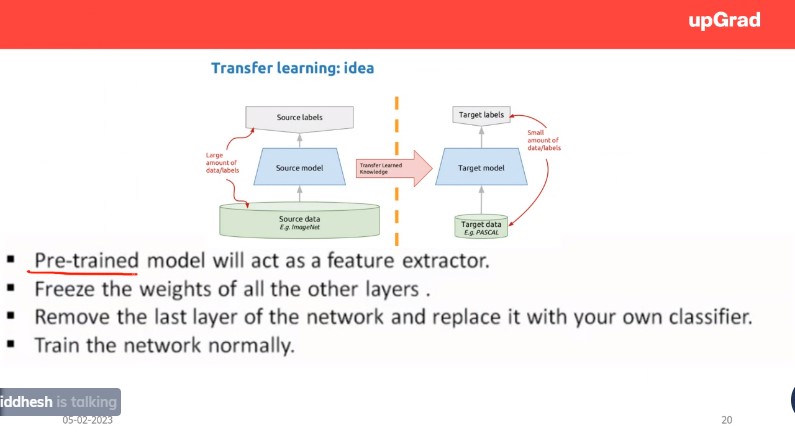 upGrad
Transfer learning: idea
Source labels
Target labels
Large
amount of
data/labels
Small
amount of
data/labels
Source model
Transfer Learned
Knowledge
Target model
Source data
E.g. ImageNet
Target data
E.g. PASCAL
▪ Pre-trained model will act as a feature extractor.
▪ Freeze the weights of all the other layers .
▪ Remove the last layer of the network and replace it with your own classifier.
▪ Train the network normally.
iddhesh is talking
05-02-2023
20